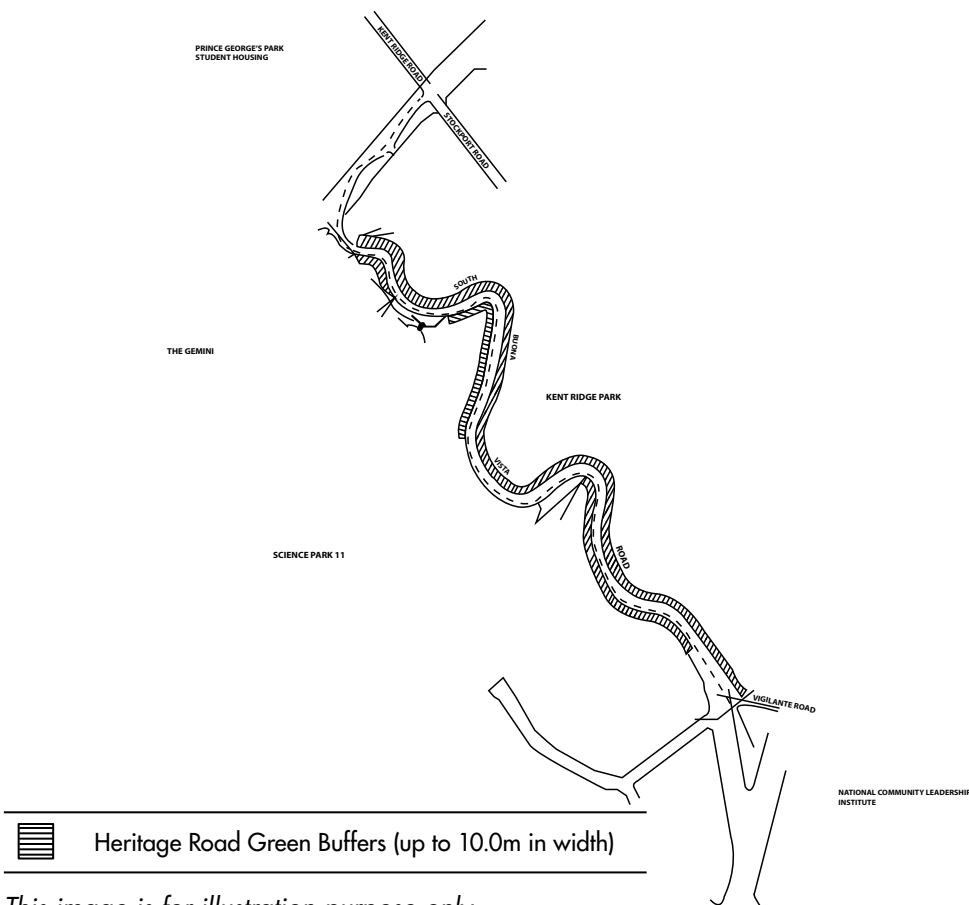 PRINCE GEORGE'S PARK
STUDENT HOUSING
KENT RIDGE ROAD
STOCKPORT ROAD
SOUTH
BUONA
THE GEMINI
KENT RIDGE PARK
VISTA
SCIENCE PARK 11
ROAD
VIGILANTE ROAD
NATIONAL COMMUNITY LEADERSHIP
INSTITUTE
Heritage Road Green Buffers (up to 10.0m in width)
This image is for illustration purpose only